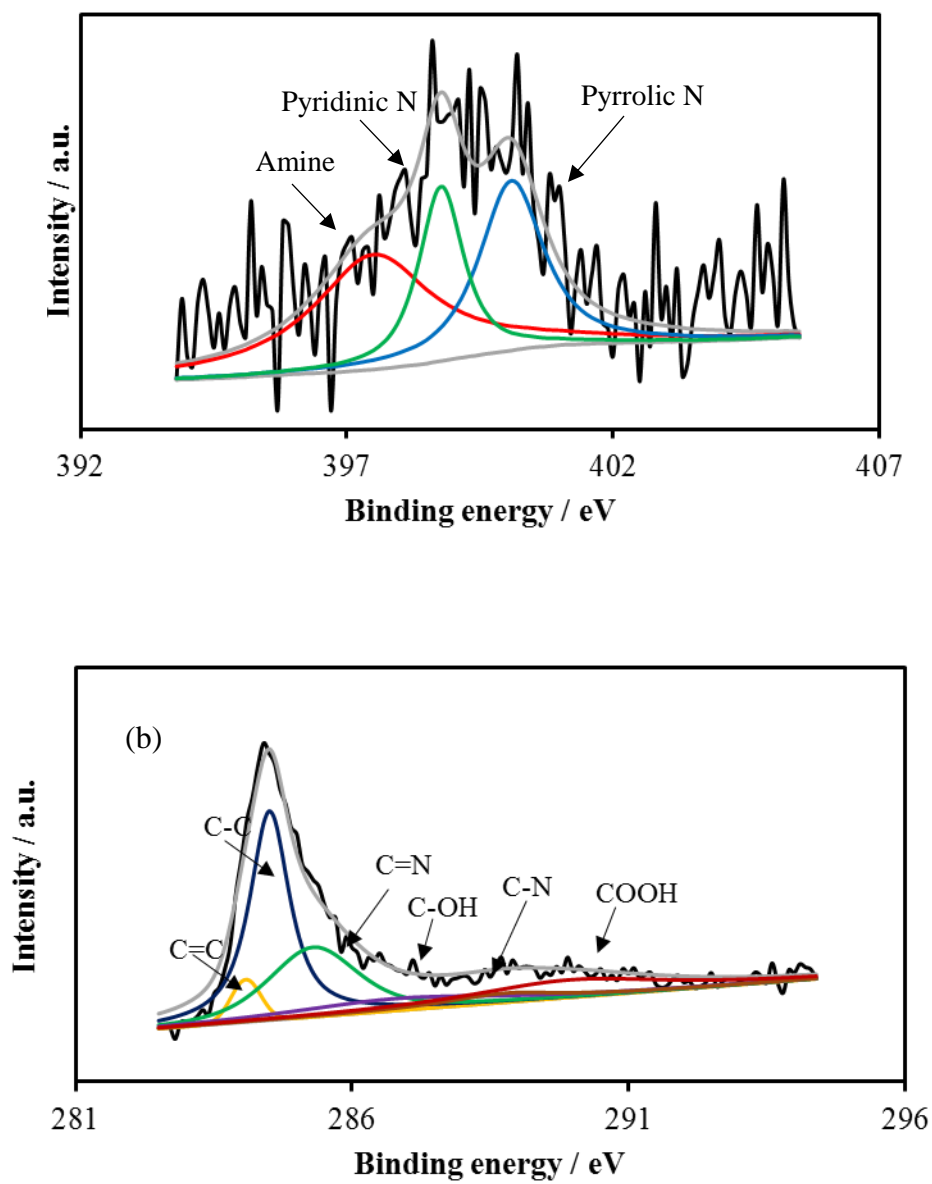 Pyridinic N
Pyrrolic N
Amine
Intensity / a.u.
392
397
402
407
Binding energy / eV
(b)
C-C
C=N
C-OH
C-N
COOH
C=C
Intensity / a.u.
281
286
291
296
Binding energy / eV